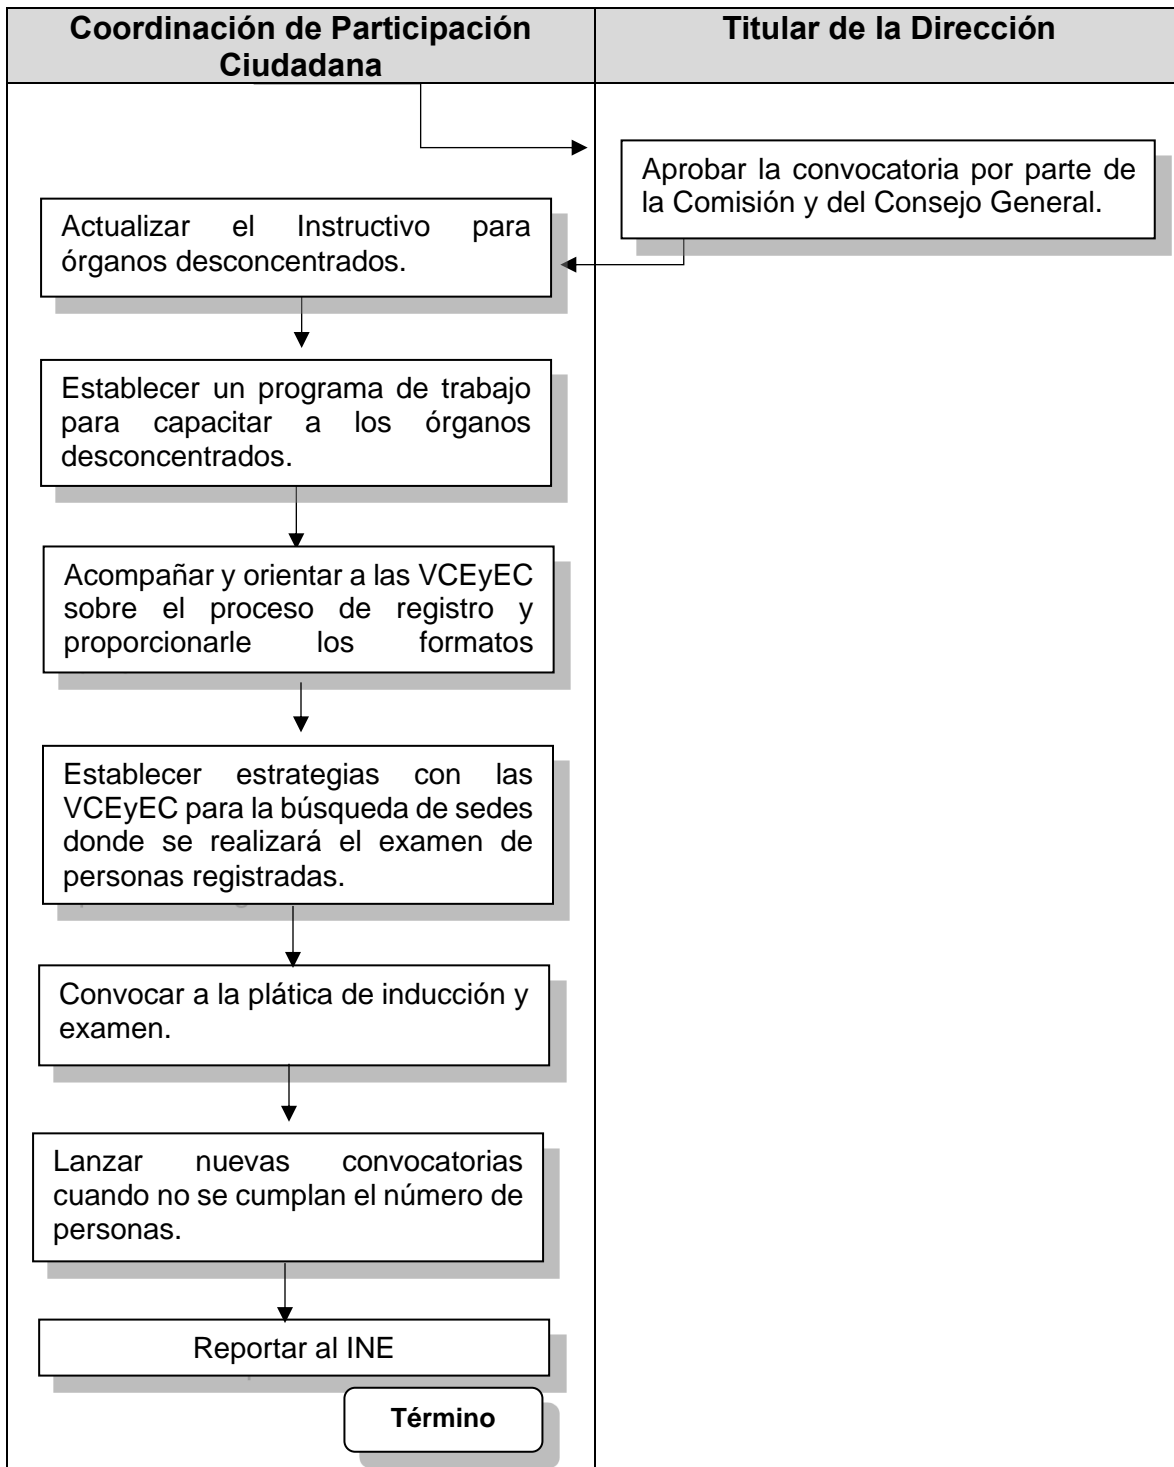 Coordinación de Participación
Ciudadana
Titular de la Dirección
Aprobar la convocatoria por parte de
la Comisión y del Consejo General.
Actualizar el Instructivo para
órganos desconcentrados.
Establecer un programa de trabajo
para capacitar a los órganos
desconcentrados.
Acompañar y orientar a las VCEyEC
sobre el proceso de registro y
proporcionarle los formatos
Establecer estrategias con las
VCEyEC para la búsqueda de sedes
donde se realizará el examen de
personas registradas.
Convocar a la plática de inducción y
examen.
Lanzar nuevas convocatorias
cuando no se cumplan el número de
personas.
Reportar al INE
Término